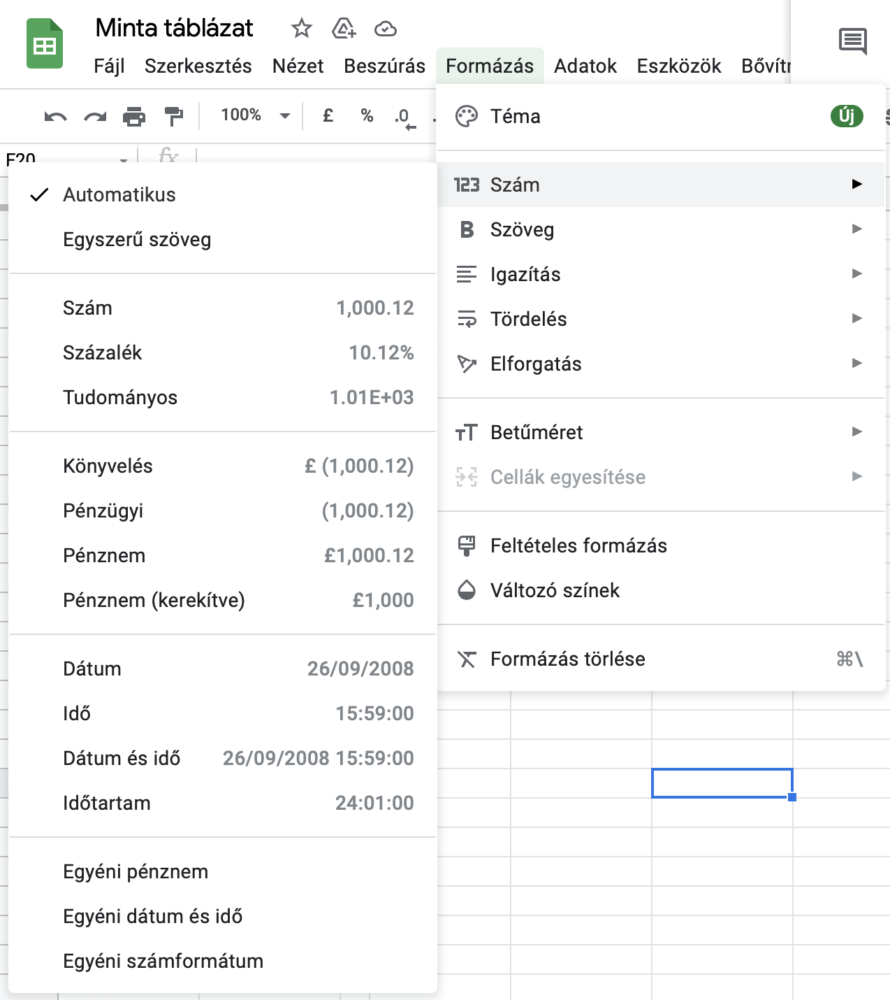 Minta táblázat
Fájl Szerkesztés Nézet Beszúrás Formázás Adatok Eszközök
100% £ % .0
F20 fx
Téma Új
123 Szám
B Szöveg
Igazítás
Tördelés
Elforgatás
Betűméret
Cellák egyesítése
Feltételes formázás
Változó színek
Formázás törlése ⌘\
Automatikus
Egyszerű szöveg
Szám 1,000.12
Százalék 10.12%
Tudományos 1.01E+03
Könyvelés £ (1,000.12)
Pénzügyi (1,000.12)
Pénznem £1,000.12
Pénznem (kerekítve) £1,000
Dátum 26/09/2008
Idő 15:59:00
Dátum és idő 26/09/2008 15:59:00
Időtartam 24:01:00
Egyéni pénznem
Egyéni dátum és idő
Egyéni számformátum